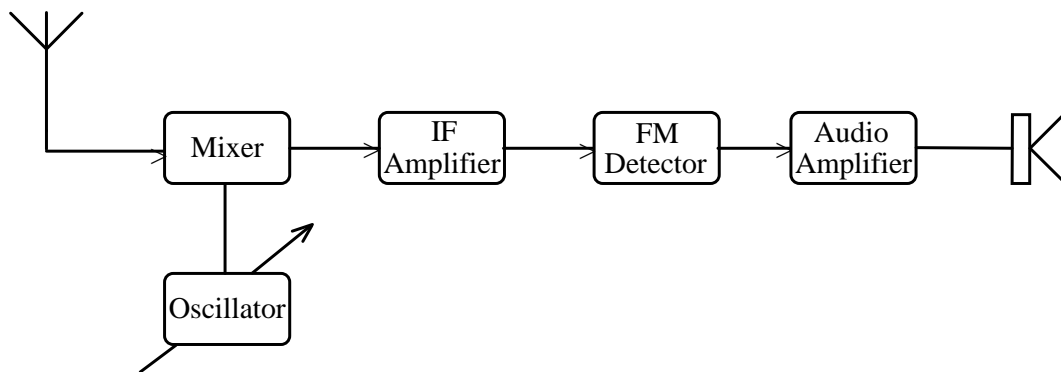 Mixer
IF
Amplifier
FM
Detector
Audio
Amplifier
Oscillator